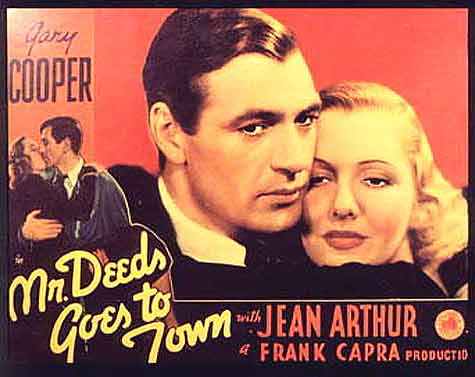 Gary
COOPER
in
Mr. Deeds
Goes to
Town
with JEAN ARTHUR
a FRANK CAPRA PRODUCTIO